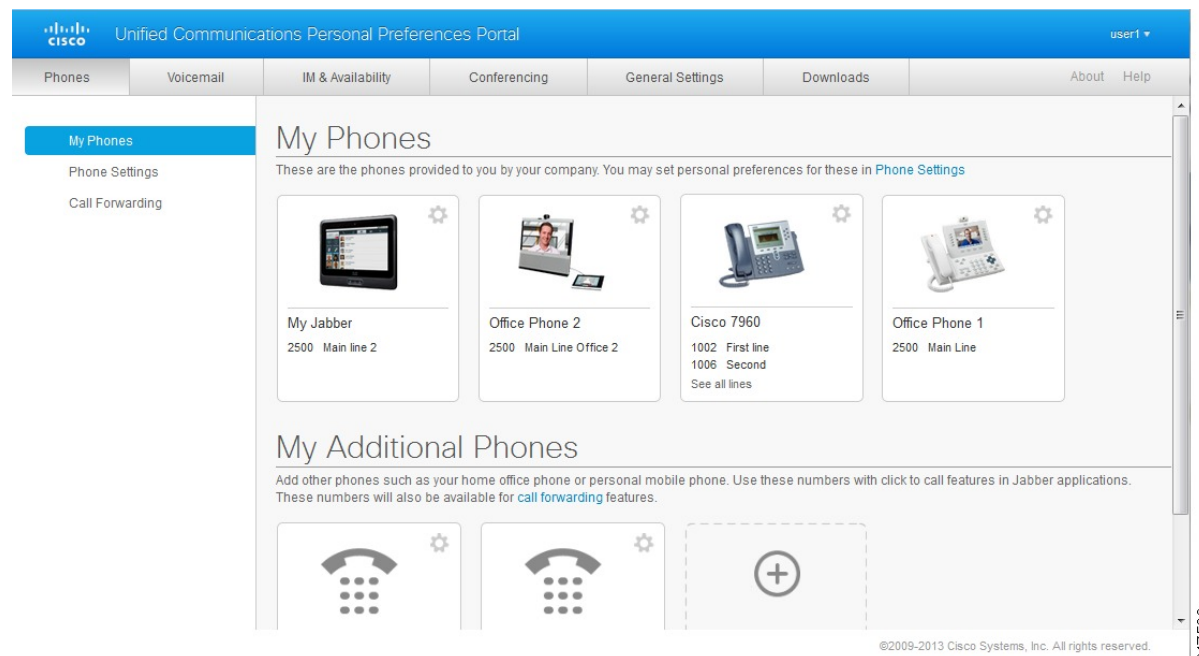 CISCO
Unified Communications Personal Preferences Portal
user1
Phones
Voicemail
IM & Availability
Conferencing
General Settings
Downloads
About
Help
My Phones
Phone Settings
Call Forwarding
My Phones
These are the phones provided to you by your company. You may set personal preferences for these in Phone Settings
My Jabber
2500 Main line 2
Office Phone 2
2500 Main Line Office 2
Cisco 7960
1002 First line
1006 Second
See all lines
Office Phone 1
2500 Main Line
My Additional Phones
Add other phones such as your home office phone or personal mobile phone. Use these numbers with click to call features in Jabber applications.
These numbers will also be available for call forwarding features.
©2009-2013 Cisco Systems, Inc. All rights reserved.